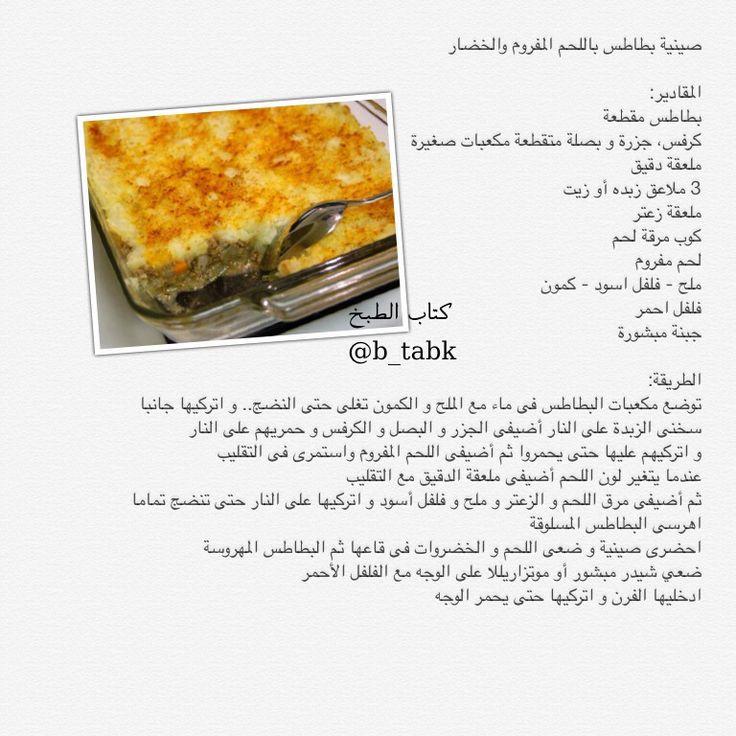 صينية بطاطس باللحم المفروم والخضار
المقادير:
بطاطس مقطعة
كرفس، جزرة و بصلة متقطعة مكعبات صغيرة
ملعقة دقيق
3 ملاعق زبده أو زيت
ملعقة زعتر
كوب مرقة لحم
لحم مفروم
ملح - فلفل اسود - كمون
فلفل احمر
جبنة مبشورة
كتاب الطبخ
@b_tabk
الطريقة:
توضع مكعبات البطاطس فى ماء مع الملح و الكمون تغلى حتى النضج.. و اتركيها جانبا
سخنى الزبدة على النار أضيفى الجزر و البصل و الكرفس و حمريهم على النار
و اتركيهم عليها حتى يحمروا ثم أضيفى اللحم المفروم واستمرى فى التقليب
عندما يتغير لون اللحم أضيفى ملعقة الدقيق مع التقليب
ثم أضيفى مرق اللحم و الزعتر و ملح و فلفل أسود و اتركيها على النار حتى تنضج تماما
اهرسى البطاطس المسلوقة
احضرى صينية و ضعى اللحم و الخضروات فى قاعها ثم البطاطس المهروسة
ضعي شيدر مبشور أو موتزاريللا على الوجه مع الفلفل الأحمر
ادخليها الفرن و اتركيها حتى يحمر الوجه